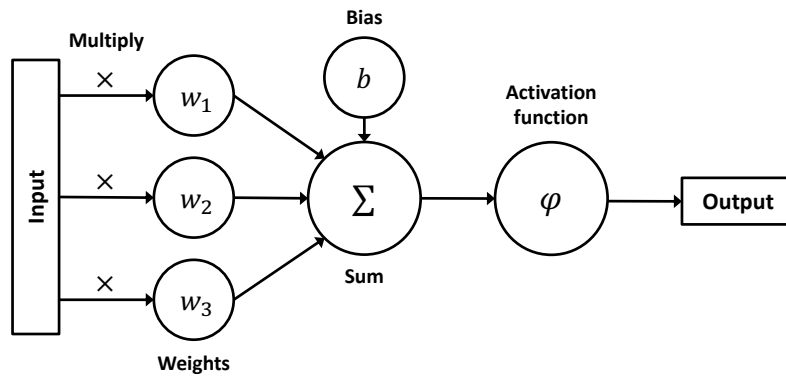 Bias
Multiply
×
w₁
b
Activation
function
Input
×
w₂
Σ
φ
Output
×
w₃
Sum
Weights